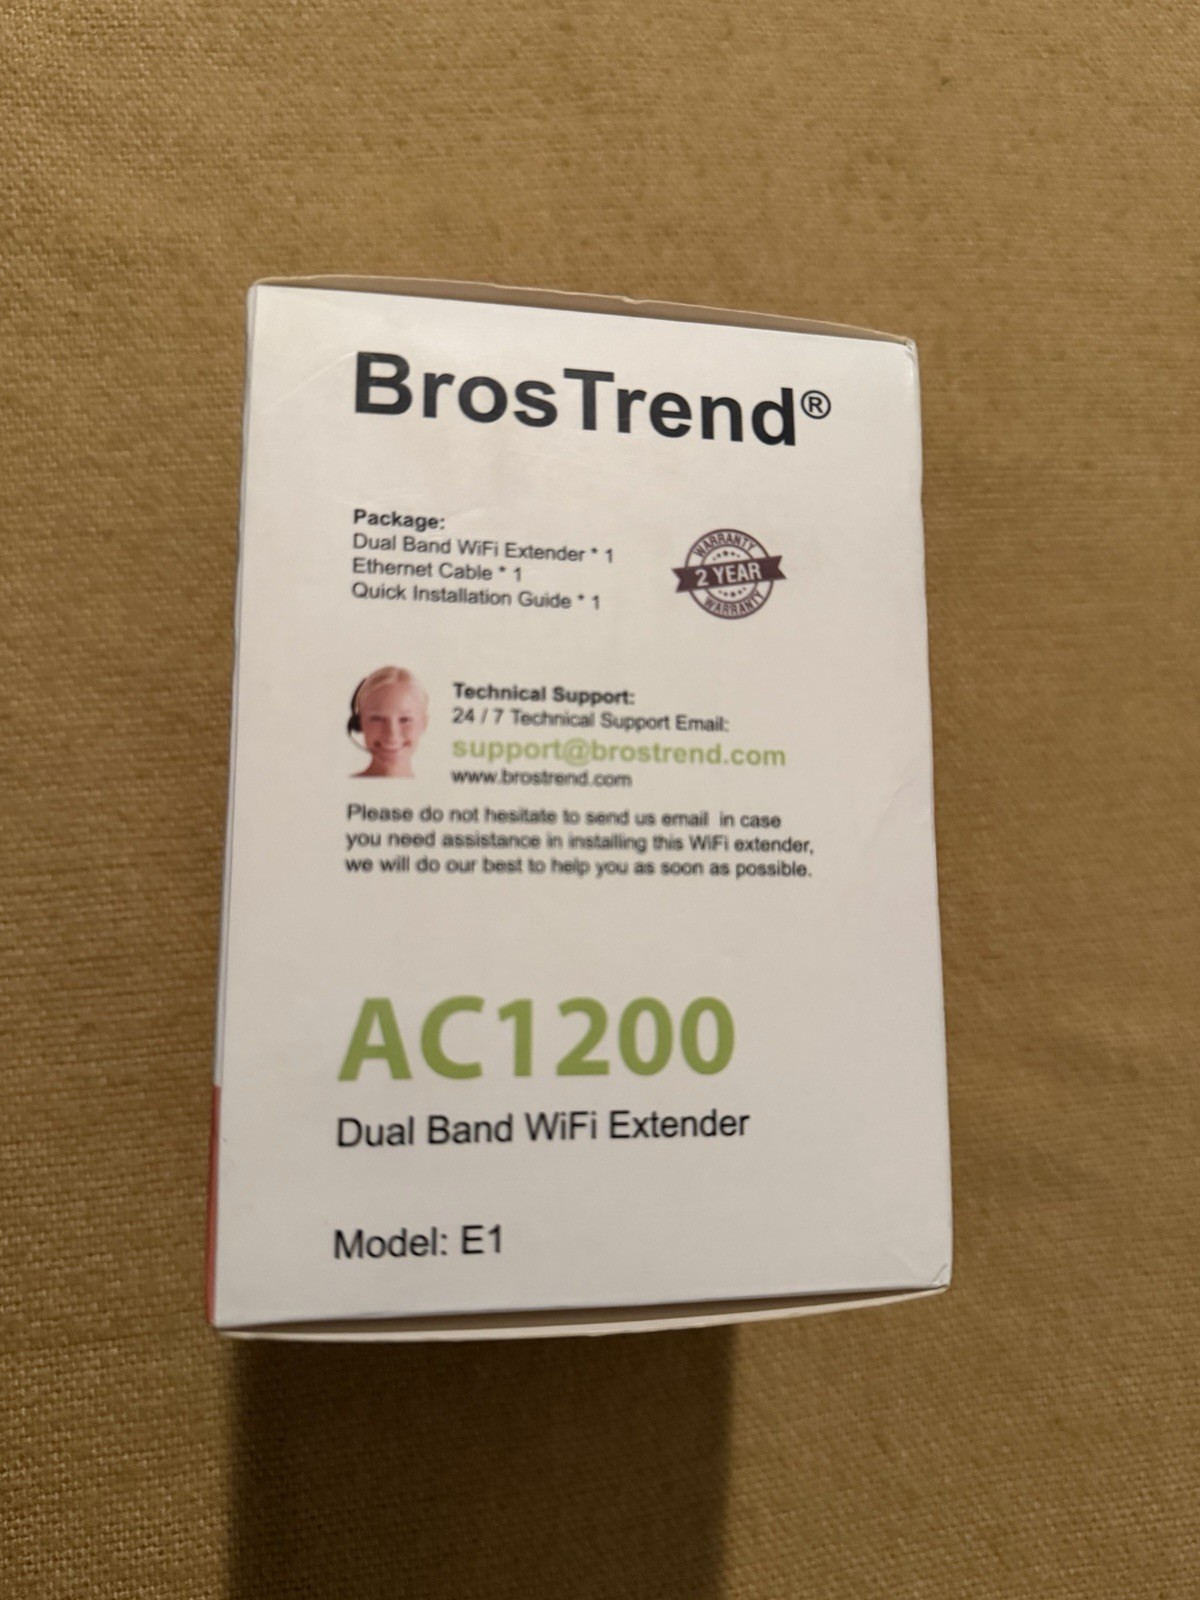 BrosTrend®
Package:
Dual Band WiFi Extender * 1
Ethernet Cable * 1
Quick Installation Guide * 1
WARRANTY
2 YEAR
WARRANTY
Technical Support:
24 / 7 Technical Support Email:
support@brostrend.com
www.brostrend.com
Please do not hesitate to send us email in case
you need assistance in installing this WiFi extender,
we will do our best to help you as soon as possible.
AC1200
Dual Band WiFi Extender
Model: E1